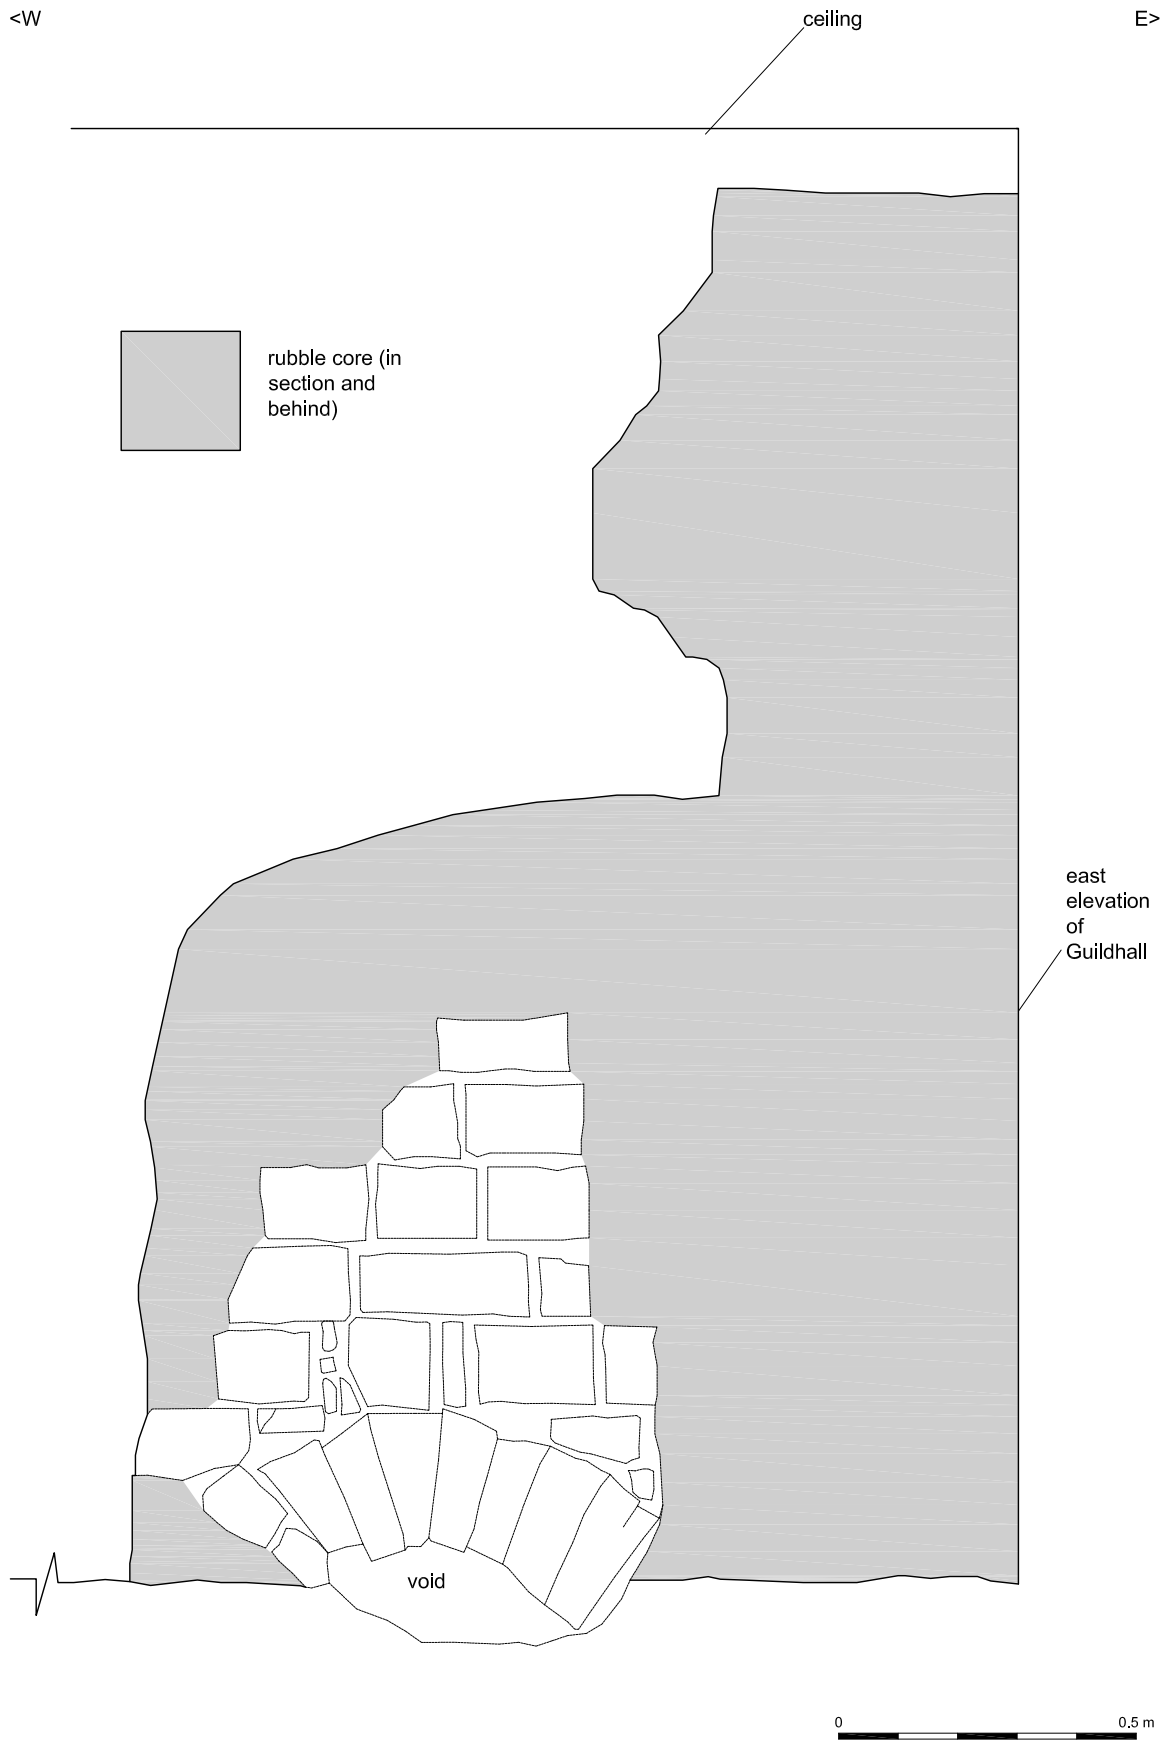 <W
ceiling
E>
rubble core (in
section and
behind)
east
elevation
of
Guildhall
void
0
0.5 m